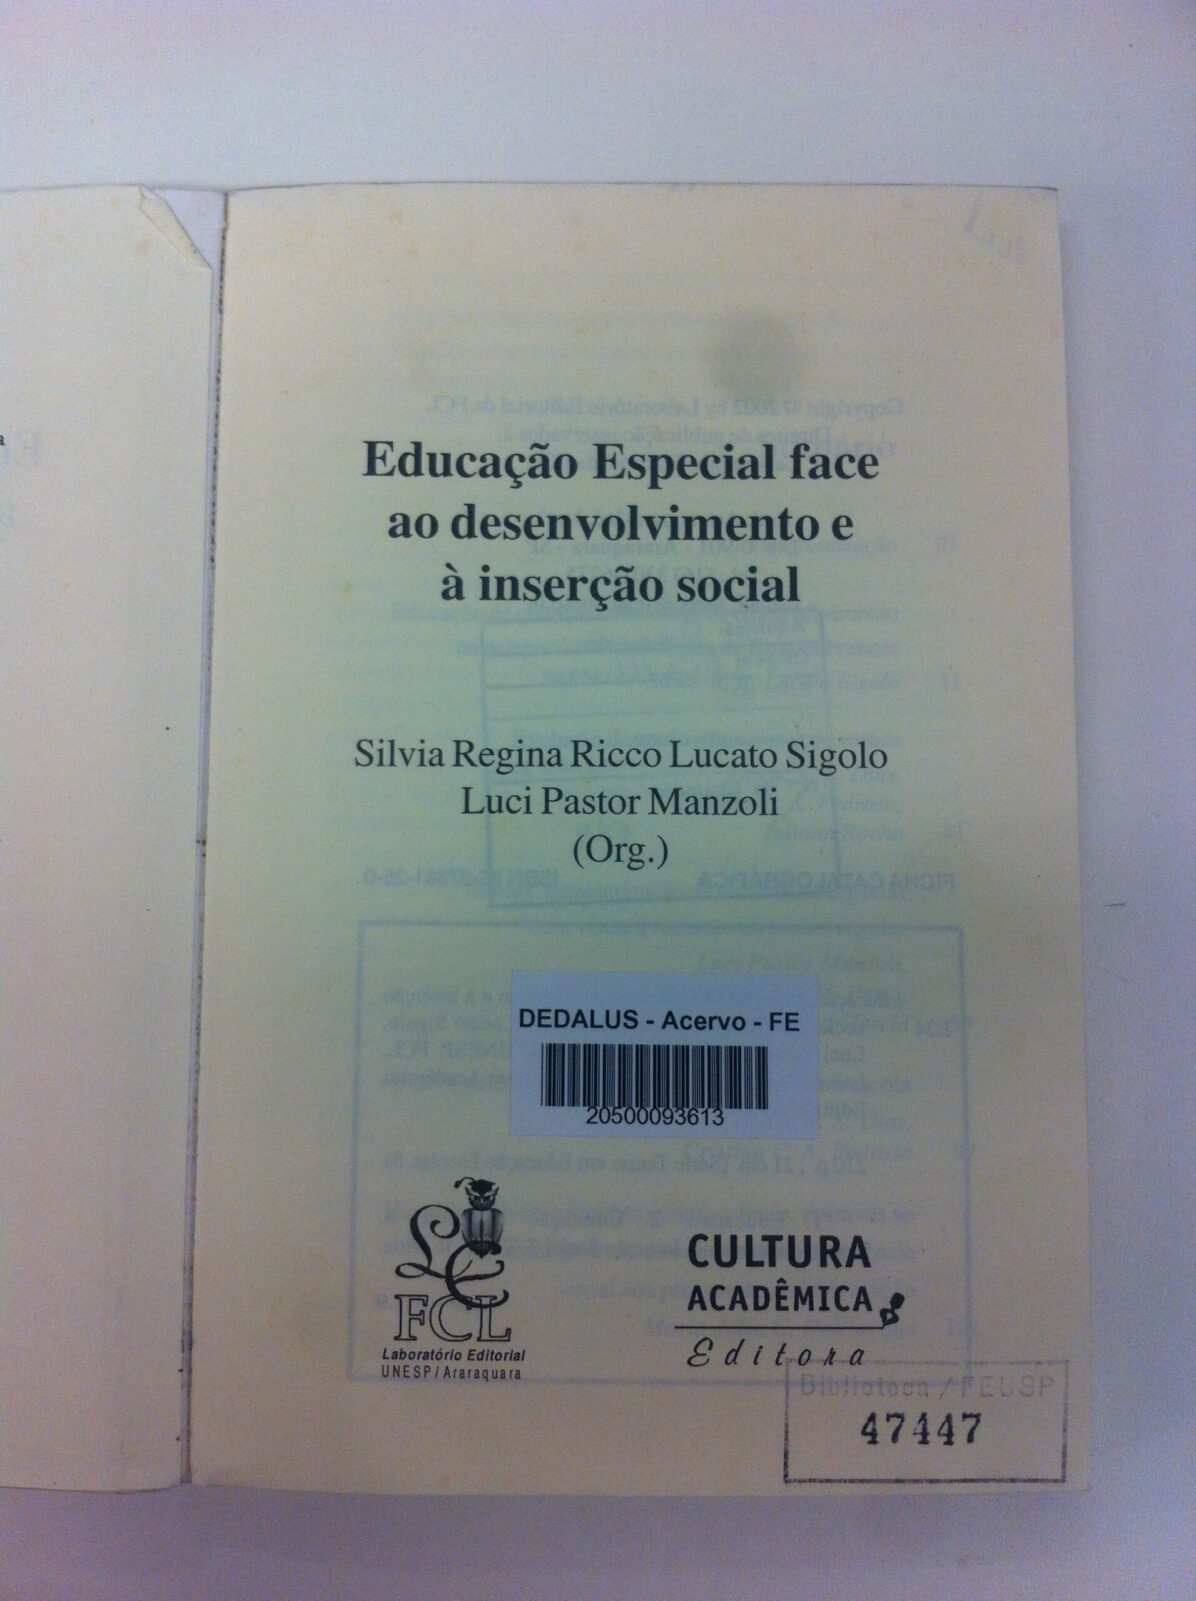 Educação Especial face
ao desenvolvimento e
à inserção social
Silvia Regina Ricco Lucato Sigolo
Luci Pastor Manzoli
(Org.)
DEDALUS - Acervo - FE
20500093613
LE
FCL
Laboratório Editorial
UNESP/Araraquara
CULTURA
ACADÊMICA
Editora
Biblioteca / FEUSP
47447